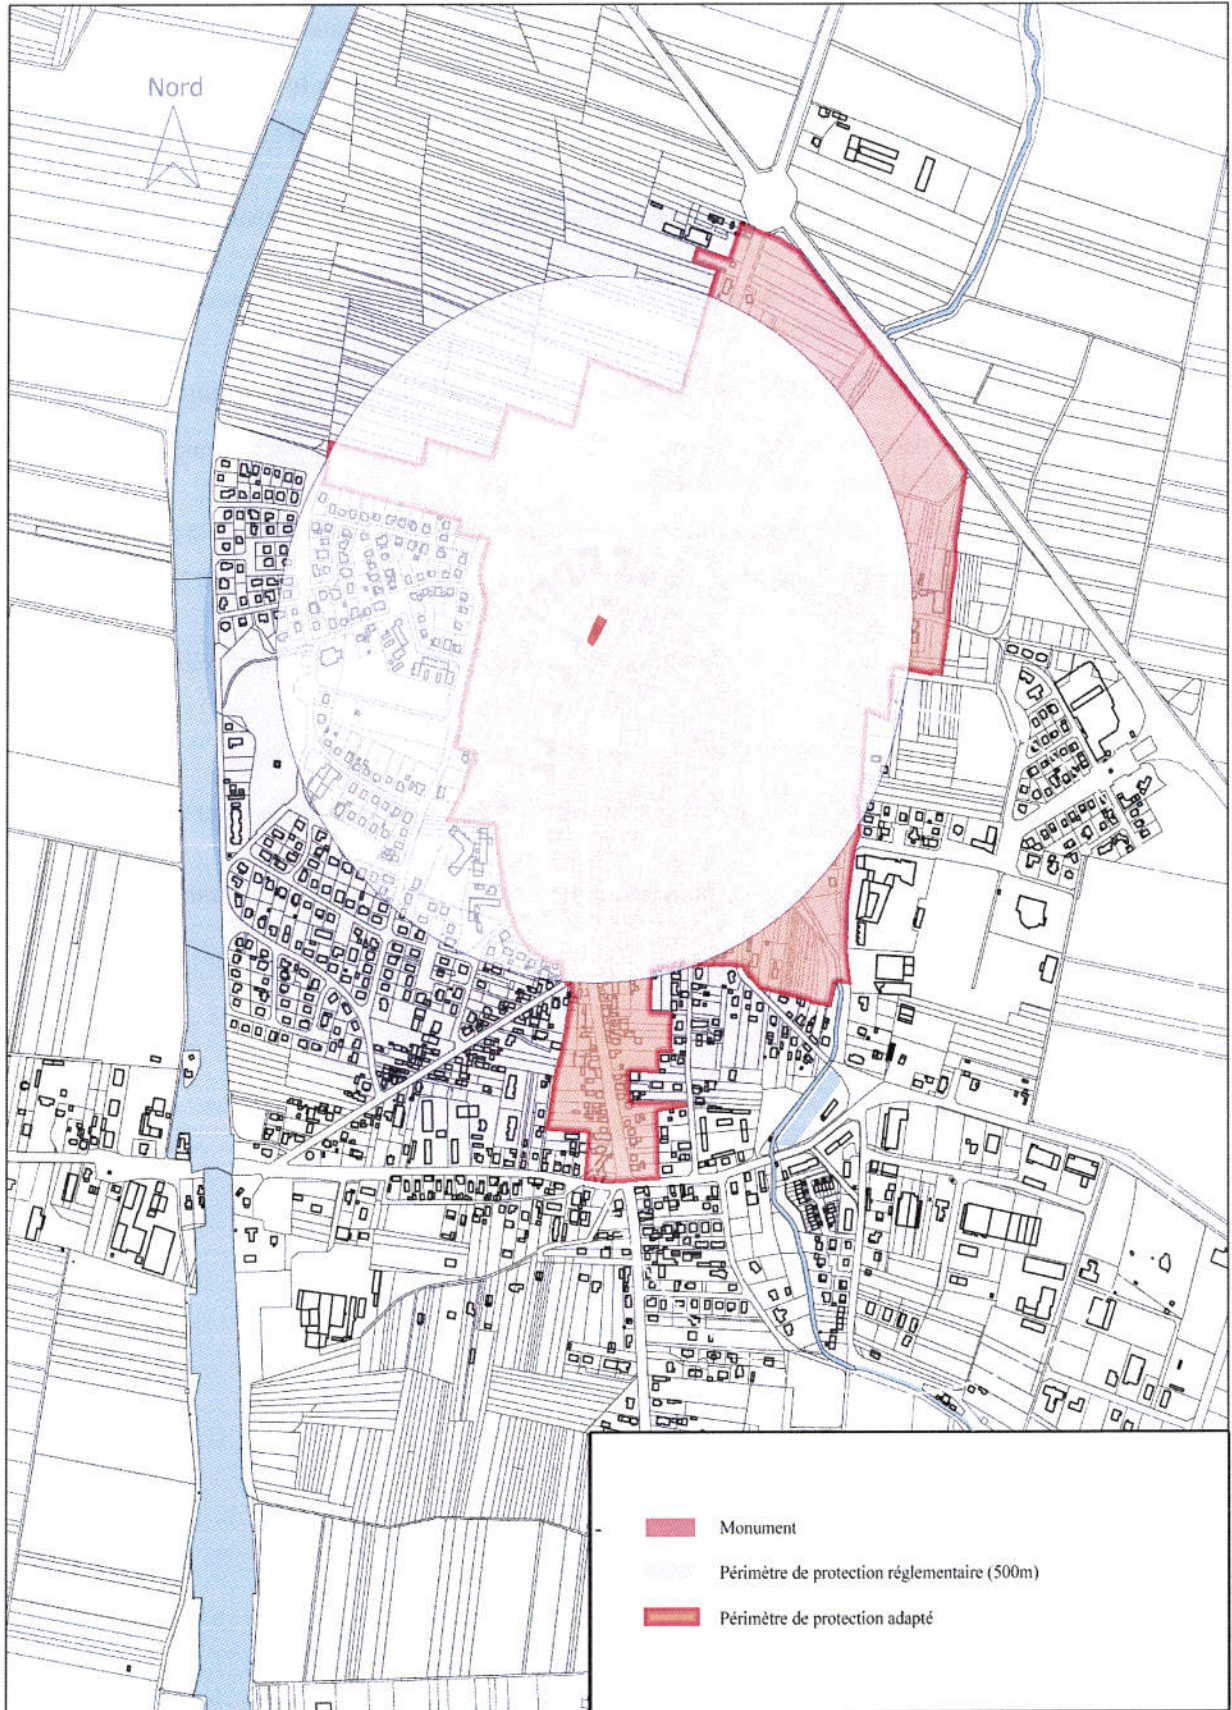 Nord
Monument
Périmètre de protection réglementaire (500m)
Périmètre de protection adapté